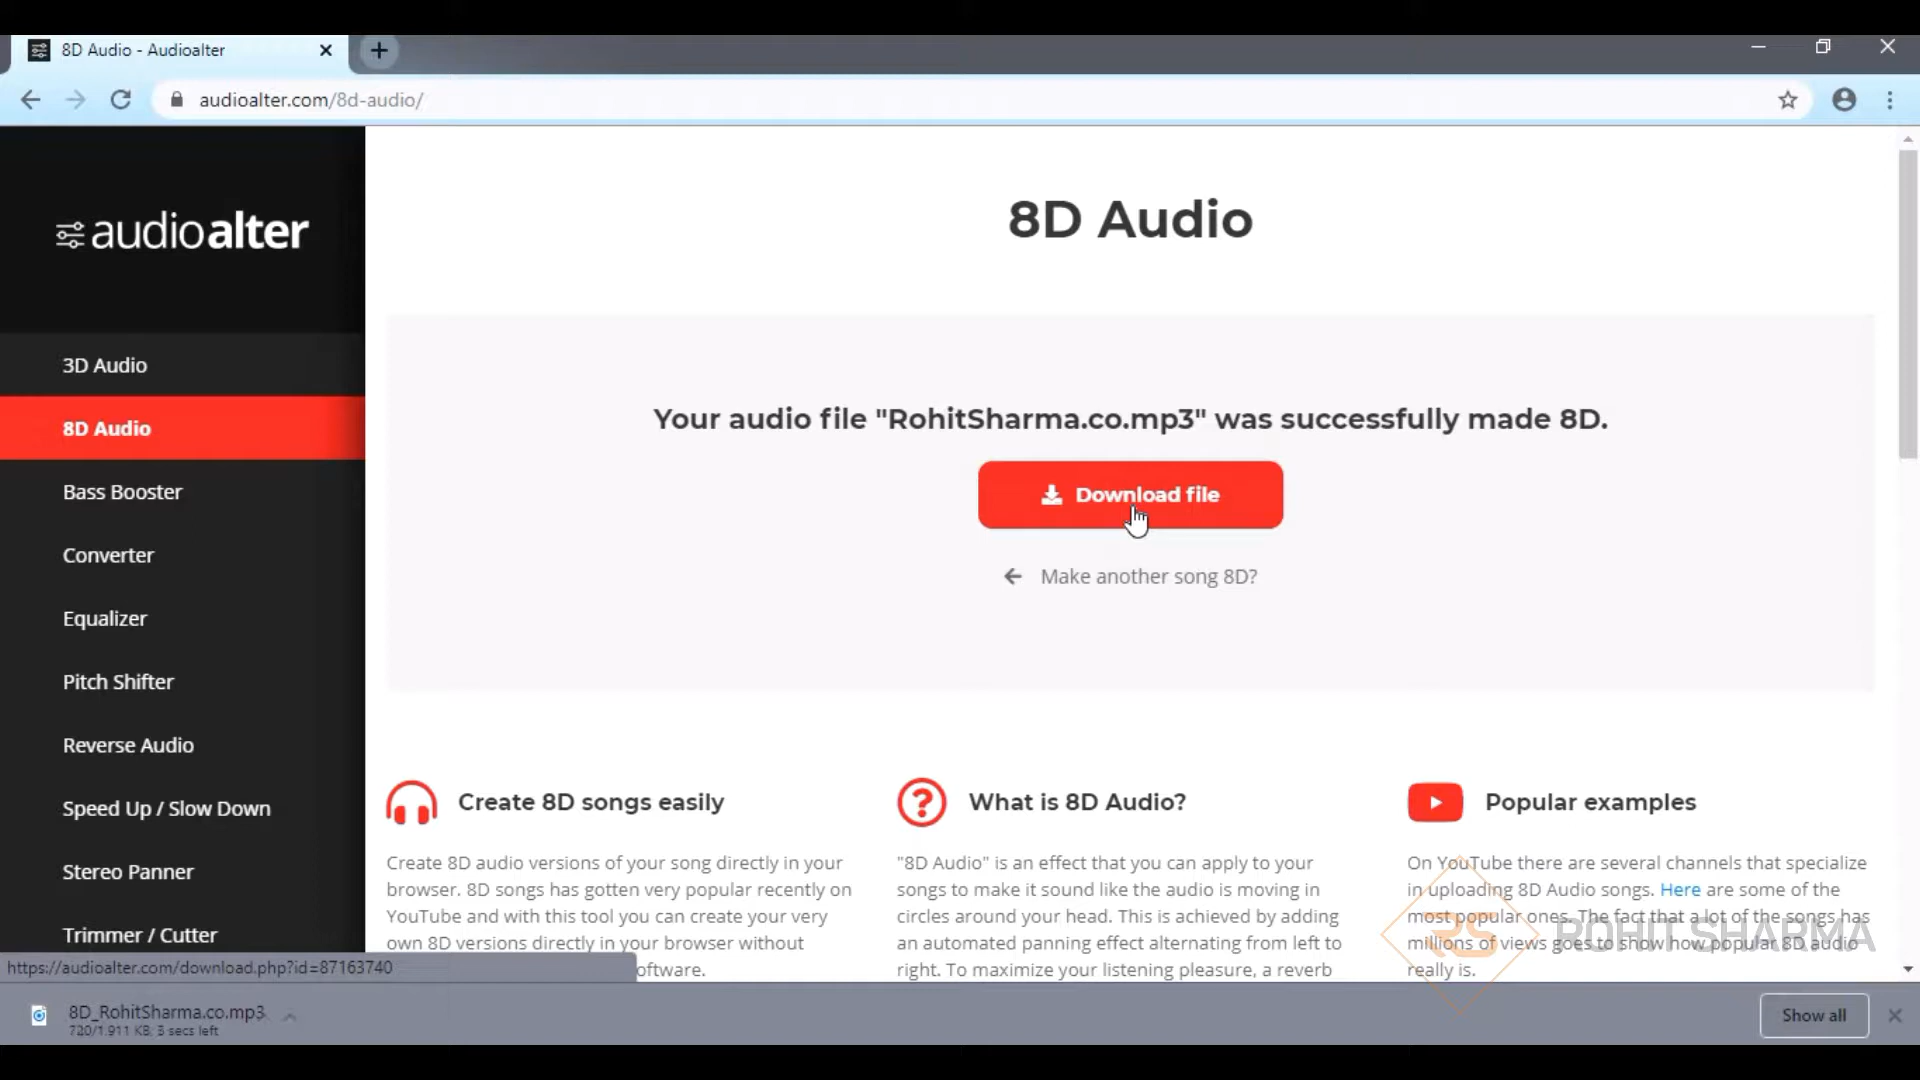 8D Audio - Audioalter
audioalter.com/8d-audio/
audioalter
3D Audio
8D Audio
Bass Booster
Converter
Equalizer
Pitch Shifter
Reverse Audio
Speed Up / Slow Down
Stereo Panner
Trimmer / Cutter
8D Audio
Your audio file "RohitSharma.co.mp3" was successfully made 8D.
Download file
Make another song 8D?
Create 8D songs easily
Create 8D audio versions of your song directly in your
browser. 8D songs has gotten very popular recently on
YouTube and with this tool you can create your very
own 8D versions directly in your browser without
oftware.
What is 8D Audio?
"8D Audio" is an effect that you can apply to your
songs to make it sound like the audio is moving in
circles around your head. This is achieved by adding
an automated panning effect alternating from left to
right. To maximize your listening pleasure, a reverb
Popular examples
On YouTube there are several channels that specialize
in uploading 8D Audio songs. Here are some of the
most popular ones. The fact that a lot of the songs has
millions of views goes to show how popular 8D audio
really is.
RS ROHIT SHARMA
https://audioalter.com/download.php?id=87163740
8D_RohitSharma.co.mp3
720/1,911 KB, 3 secs left
Show all